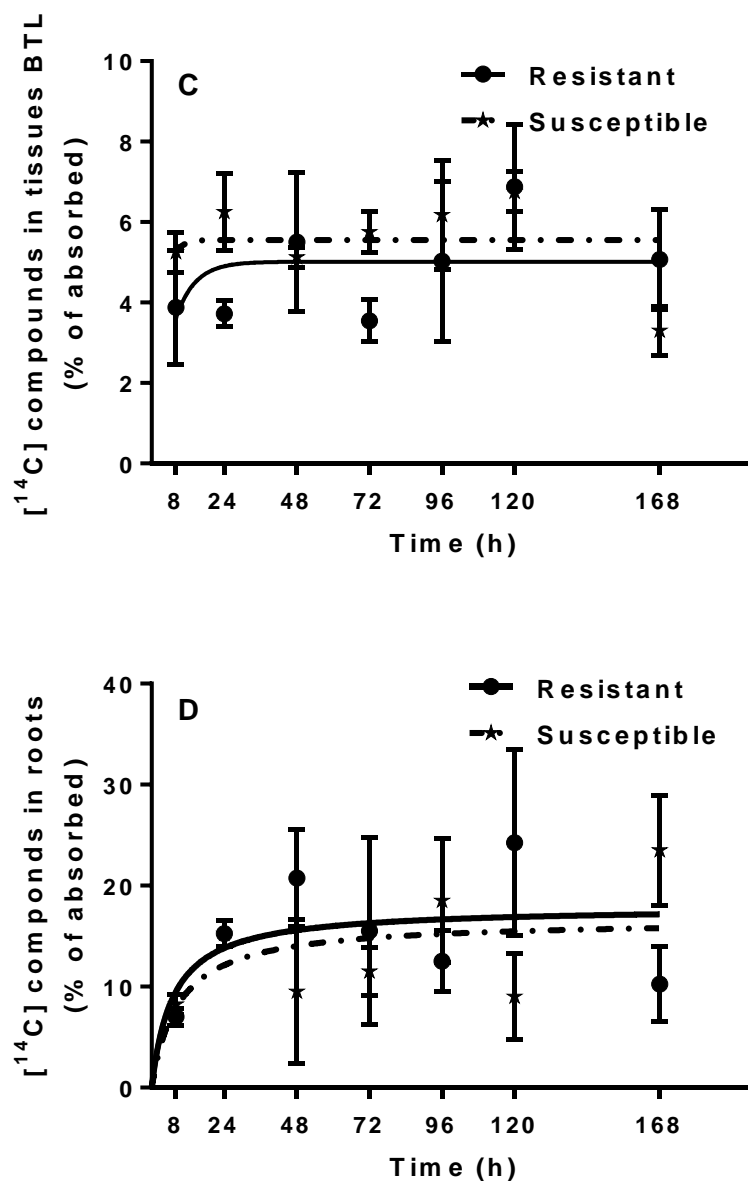 [¹⁴C] compounds in tissues BTL
(% of absorbed)
C
Resistant
Susceptible
10
8
6
4
2
0
8 24 48 72 96 120 168
Time (h)
[¹⁴C] componds in roots
(% of absorbed)
D
Resistant
Susceptible
40
30
20
10
0
8 24 48 72 96 120 168
Time (h)